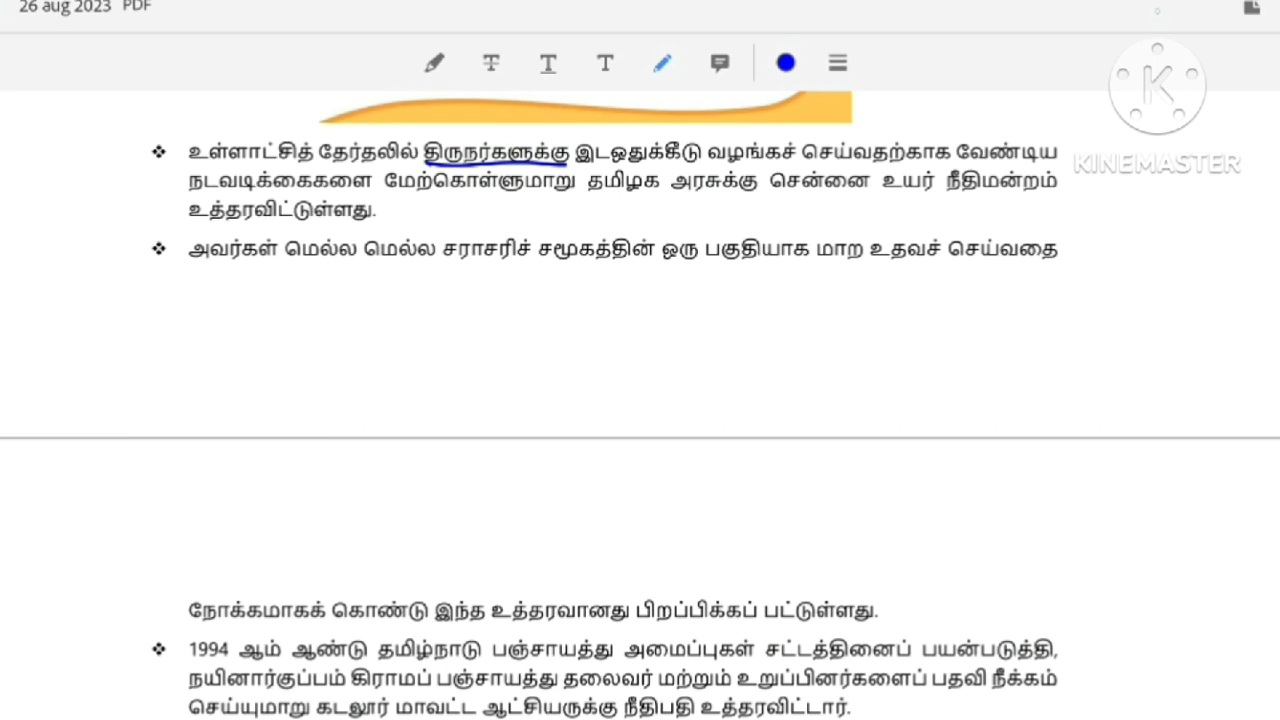 26 aug 2023 PDF
T T T
K
KINEMASTER
❖ உள்ளாட்சித் தேர்தலில் திருநர்களுக்கு இடஒதுக்கீடு வழங்கச் செய்வதற்காக வேண்டிய
நடவடிக்கைகளை மேற்கொள்ளுமாறு தமிழக அரசுக்கு சென்னை உயர் நீதிமன்றம்
உத்தரவிட்டுள்ளது.
❖ அவர்கள் மெல்ல மெல்ல சராசரிச் சமூகத்தின் ஒரு பகுதியாக மாற உதவச் செய்வதை
நோக்கமாகக் கொண்டு இந்த உத்தரவானது பிறப்பிக்கப் பட்டுள்ளது.
❖ 1994 ஆம் ஆண்டு தமிழ்நாடு பஞ்சாயத்து அமைப்புகள் சட்டத்தினைப் பயன்படுத்தி,
நயினார்குப்பம் கிராமப் பஞ்சாயத்து தலைவர் மற்றும் உறுப்பினர்களைப் பதவி நீக்கம்
செய்யுமாறு கடலூர் மாவட்ட ஆட்சியருக்கு நீதிபதி உத்தரவிட்டார்.